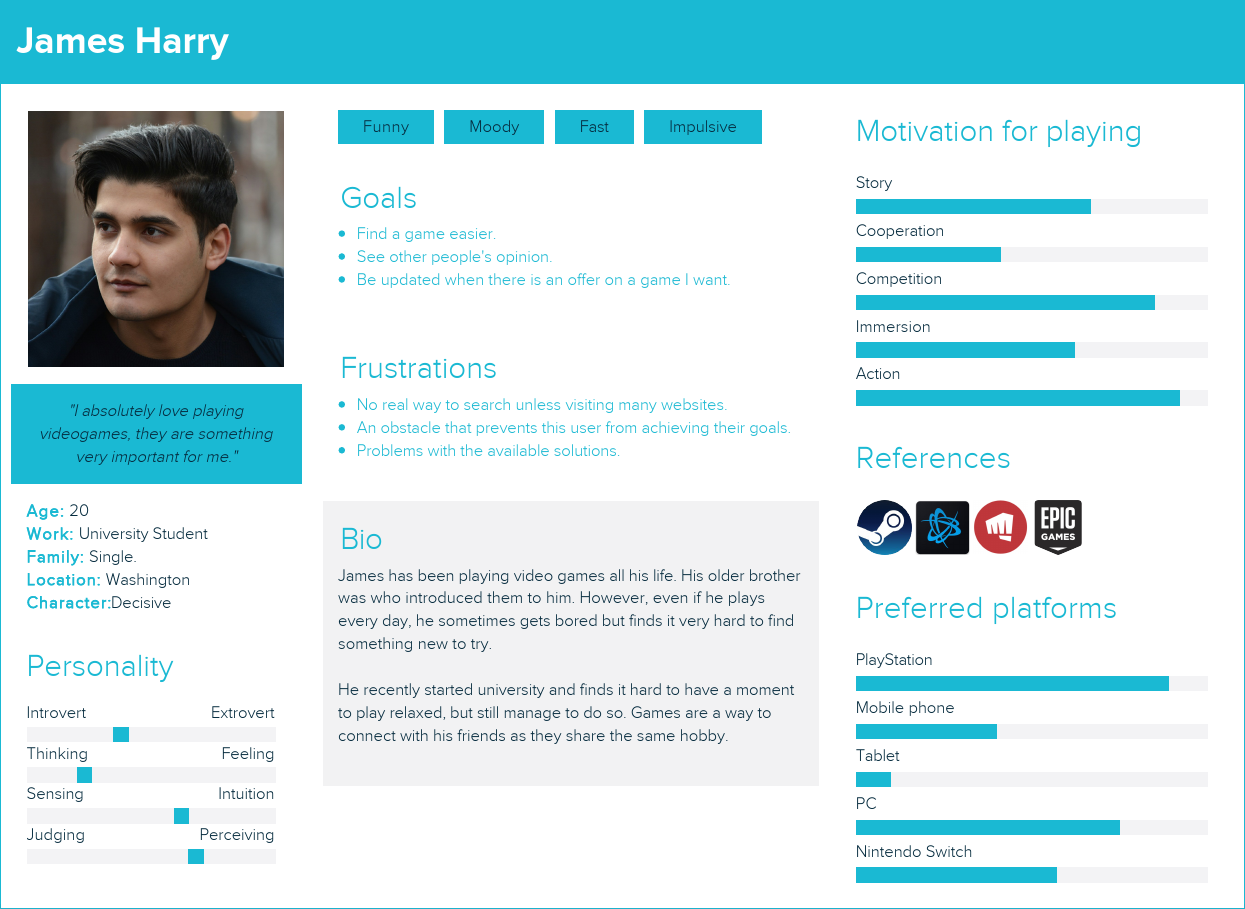 James Harry
"I absolutely love playing
videogames, they are something
very important for me."
Age: 20
Work: University Student
Family: Single.
Location: Washington
Character:Decisive
Personality
Introvert Extrovert
Thinking Feeling
Sensing Intuition
Judging Perceiving
Funny Moody Fast Impulsive
Goals
Find a game easier.
See other people's opinion.
Be updated when there is an offer on a game I want.
Frustrations
No real way to search unless visiting many websites.
An obstacle that prevents this user from achieving their goals.
Problems with the available solutions.
Bio
James has been playing video games all his life. His older brother
was who introduced them to him. However, even if he plays
every day, he sometimes gets bored but finds it very hard to find
something new to try.
He recently started university and finds it hard to have a moment
to play relaxed, but still manage to do so. Games are a way to
connect with his friends as they share the same hobby.
Motivation for playing
Story
Cooperation
Competition
Immersion
Action
References
EPIC
GAMES
Preferred platforms
PlayStation
Mobile phone
Tablet
PC
Nintendo Switch